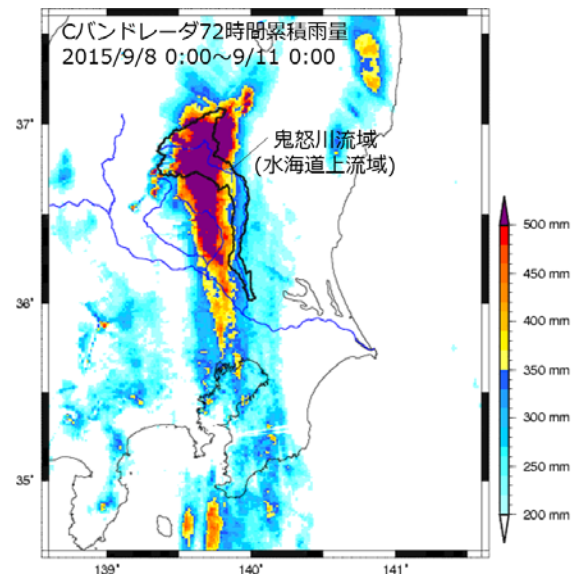 Cバンドレーダ72時間累積雨量
2015/9/8 0:00～9/11 0:00
鬼怒川流域
(水海道上流域)
37°
36°
35°
139°
140°
141°
500 mm
450 mm
400 mm
350 mm
300 mm
250 mm
200 mm